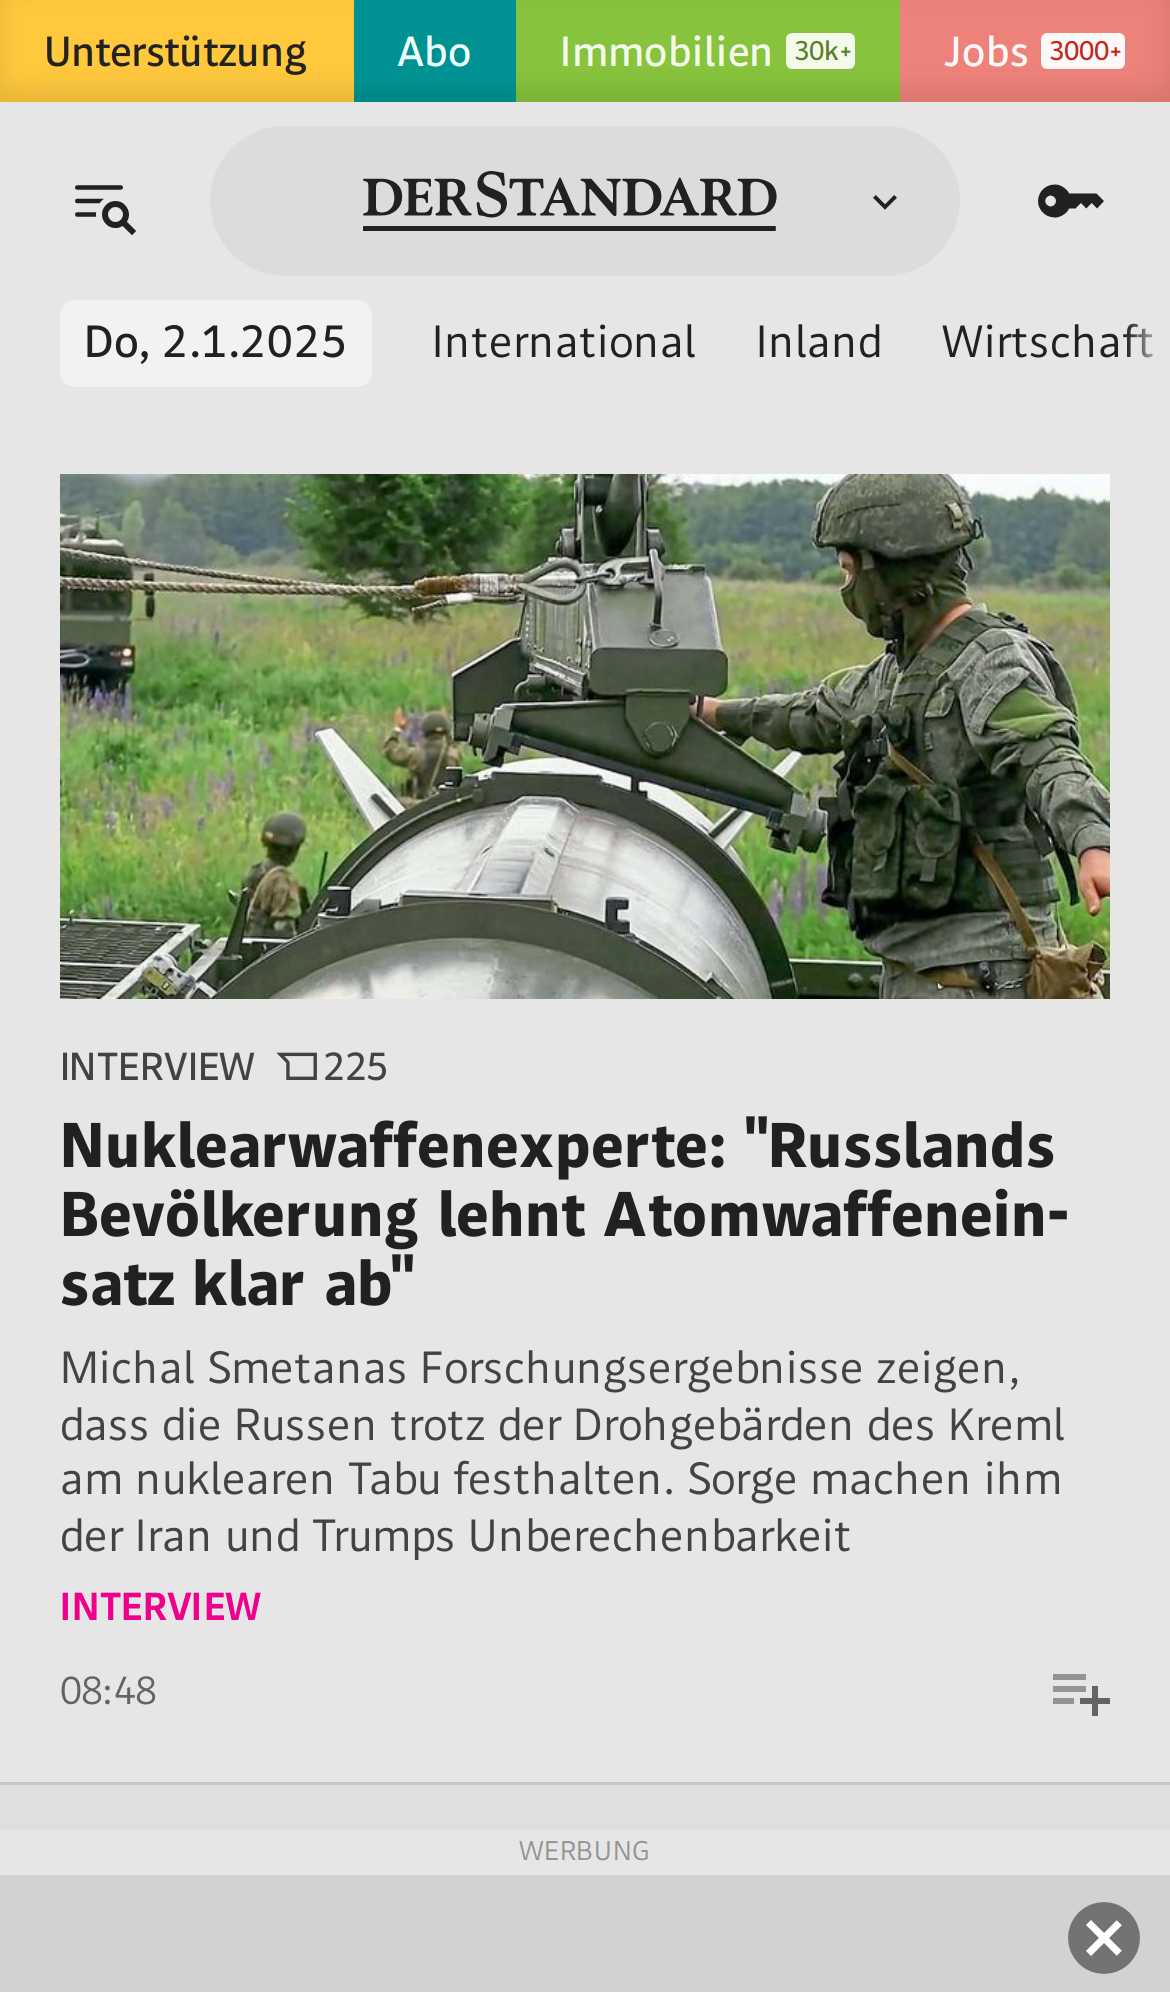 Unterstützung Abo Immobilien 30k+ Jobs 3000+
DERSTANDARD
Do, 2.1.2025 International Inland Wirtschaft
INTERVIEW 225
Nuklearwaffenexperte: "Russlands
Bevölkerung lehnt Atomwaffenein-
satz klar ab"
Michal Smetanas Forschungsergebnisse zeigen,
dass die Russen trotz der Drohgebärden des Kreml
am nuklearen Tabu festhalten. Sorge machen ihm
der Iran und Trumps Unberechenbarkeit
INTERVIEW
08:48
WERBUNG